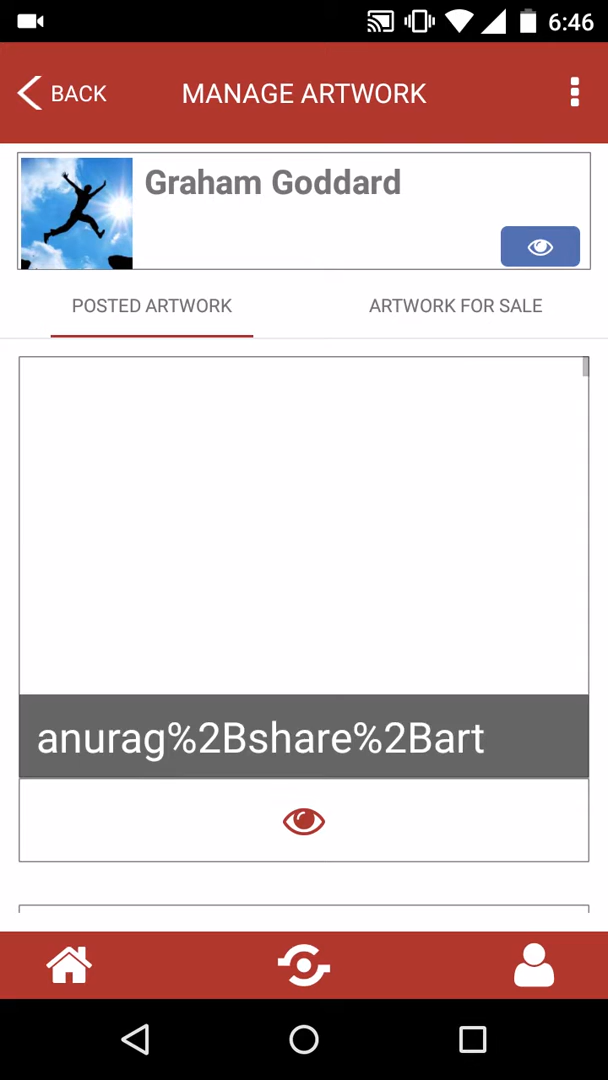 6:46
BACK
MANAGE ARTWORK
Graham Goddard
POSTED ARTWORK
ARTWORK FOR SALE
anurag%2Bshare%2Bart